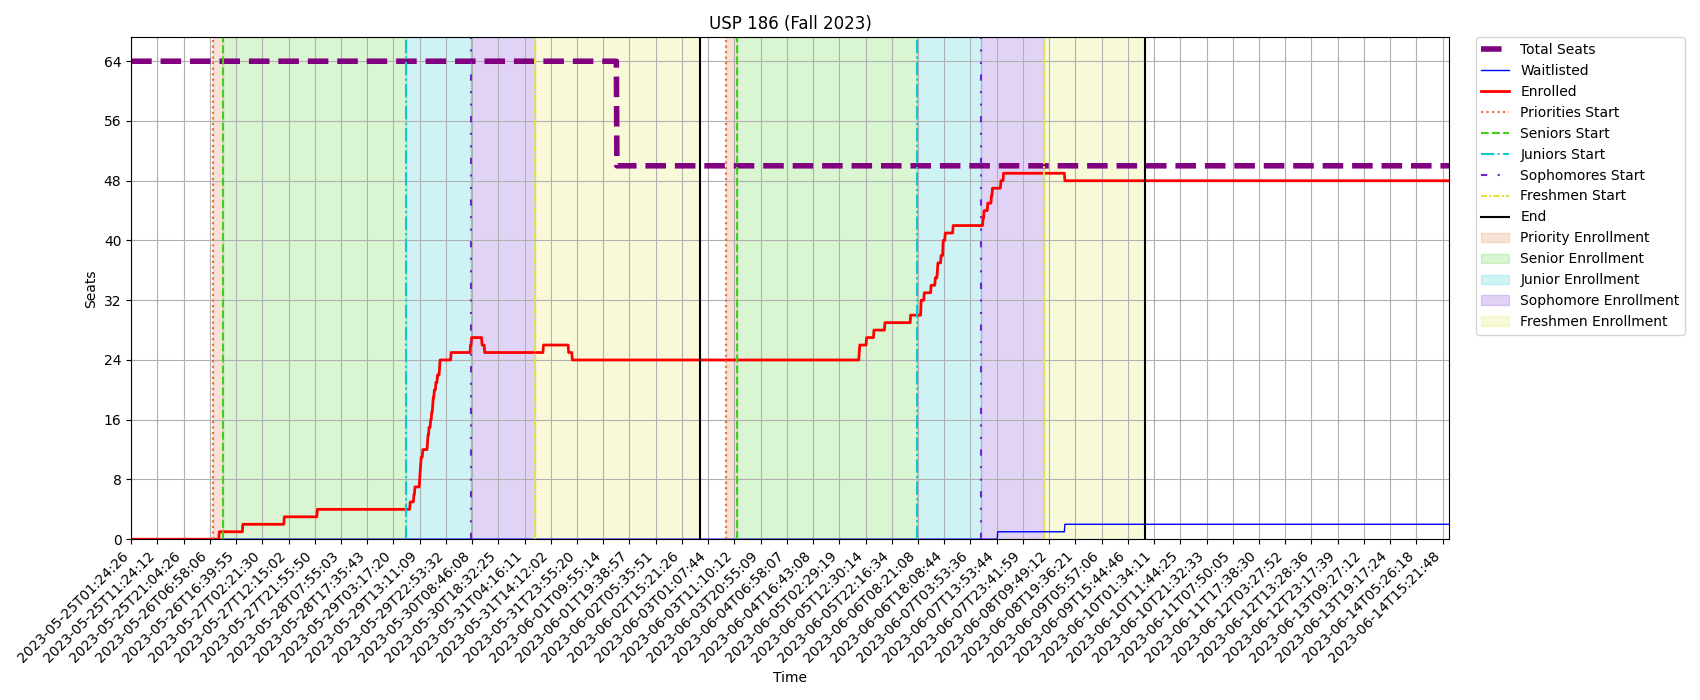 USP 186 (Fall 2023)
Seats
64
56
48
40
32
24
16
8
0
2023-05-25T01:24:26
2023-05-25T11:24:12
2023-05-25T21:04:26
2023-05-26T06:58:06
2023-05-26T16:39:55
2023-05-27T02:21:30
2023-05-27T12:15:02
2023-05-27T21:55:50
2023-05-28T07:55:03
2023-05-28T17:35:43
2023-05-29T03:17:20
2023-05-29T13:11:09
2023-05-29T22:53:32
2023-05-30T08:46:08
2023-05-30T18:32:25
2023-05-31T04:16:11
2023-05-31T14:12:02
2023-05-31T23:55:20
2023-06-01T09:55:14
2023-06-01T19:38:57
2023-06-02T05:35:51
2023-06-02T15:21:26
2023-06-03T01:07:44
2023-06-03T11:10:12
2023-06-03T20:55:09
2023-06-04T06:58:07
2023-06-04T16:43:08
2023-06-05T02:29:19
2023-06-05T12:30:14
2023-06-05T22:16:34
2023-06-06T08:21:08
2023-06-06T18:08:44
2023-06-07T03:53:36
2023-06-07T13:53:44
2023-06-07T23:41:59
2023-06-08T09:49:12
2023-06-08T19:36:21
2023-06-09T05:57:06
2023-06-09T15:44:46
2023-06-10T01:34:11
2023-06-10T11:44:25
2023-06-10T21:32:33
2023-06-11T07:50:05
2023-06-11T17:38:30
2023-06-12T03:27:52
2023-06-12T13:28:36
2023-06-12T23:17:39
2023-06-13T09:27:12
2023-06-13T19:17:24
2023-06-14T05:26:18
2023-06-14T15:21:48
Time
Total Seats
Waitlisted
Enrolled
Priorities Start
Seniors Start
Juniors Start
Sophomores Start
Freshmen Start
End
Priority Enrollment
Senior Enrollment
Junior Enrollment
Sophomore Enrollment
Freshmen Enrollment